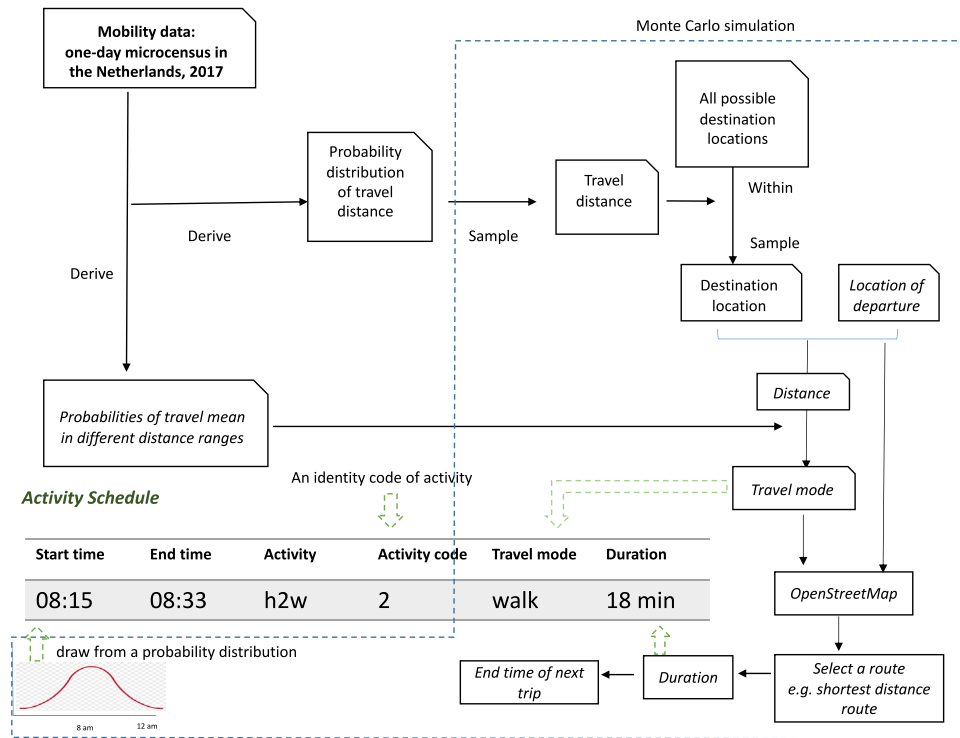 Monte Carlo simulation
Mobility data:
one-day microcensus in
the Netherlands, 2017
All possible
destination
locations
Probability
distribution
of travel
distance
Travel
distance
Within
Derive
Sample
Sample
Derive
Destination
location
Location of
departure
Distance
Probabilities of travel mean
in different distance ranges
An identity code of activity
Activity Schedule
Travel mode
Start time End time Activity Activity code Travel mode Duration
08:15 08:33 h2w 2 walk 18 min
OpenStreetMap
draw from a probability distribution
End time of next
trip
Duration
Select a route
e.g. shortest distance
route
8 am 12 am